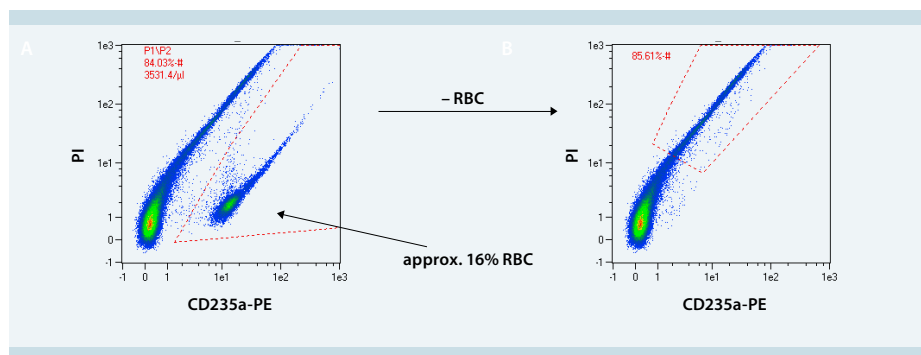 A
B
P1\P2
84.03%-#
3531.4/µl
1e3
1e2
1e1
1
0
-1
PI
-1 0 1 1e1 1e2 1e3
CD235a-PE
– RBC
approx. 16% RBC
85.61%-#
1e3
1e2
1e1
1
0
-1
PI
-1 0 1 1e1 1e2 1e3
CD235a-PE